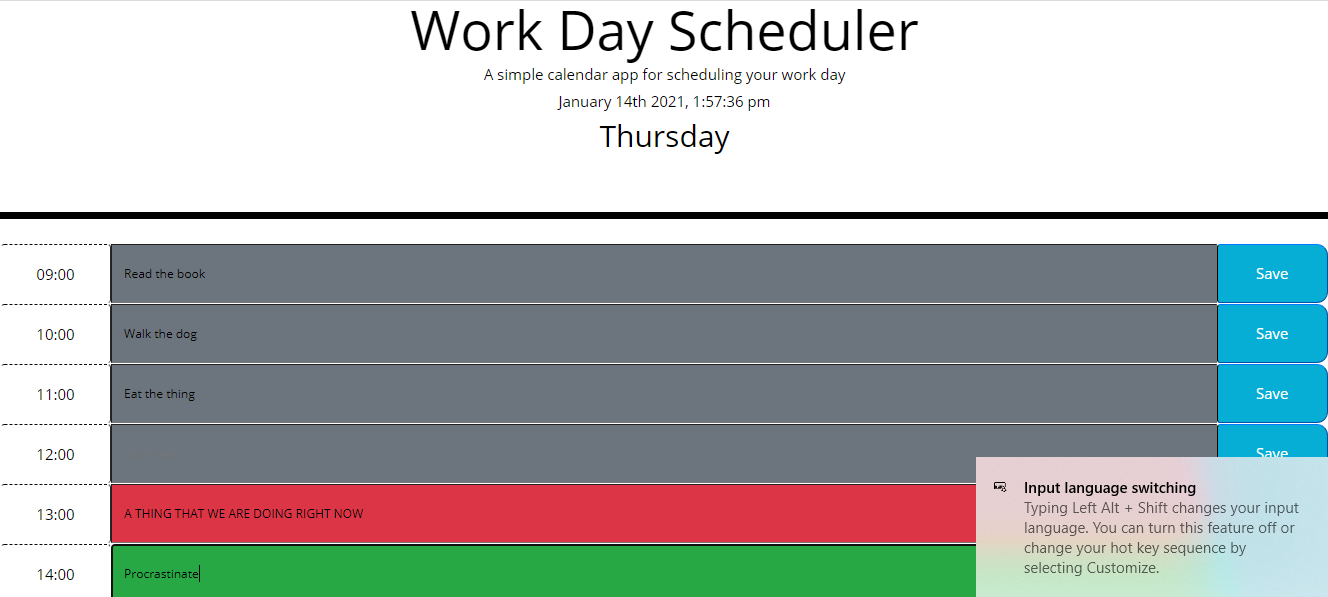 Work Day Scheduler
A simple calendar app for scheduling your work day
January 14th 2021, 1:57:36 pm
Thursday
09:00 Read the book Save
10:00 Walk the dog Save
11:00 Eat the thing Save
12:00 Save
13:00 A THING THAT WE ARE DOING RIGHT NOW
14:00 Procrastinate
Input language switching
Typing Left Alt + Shift changes your input
language. You can turn this feature off or
change your hot key sequence by
selecting Customize.